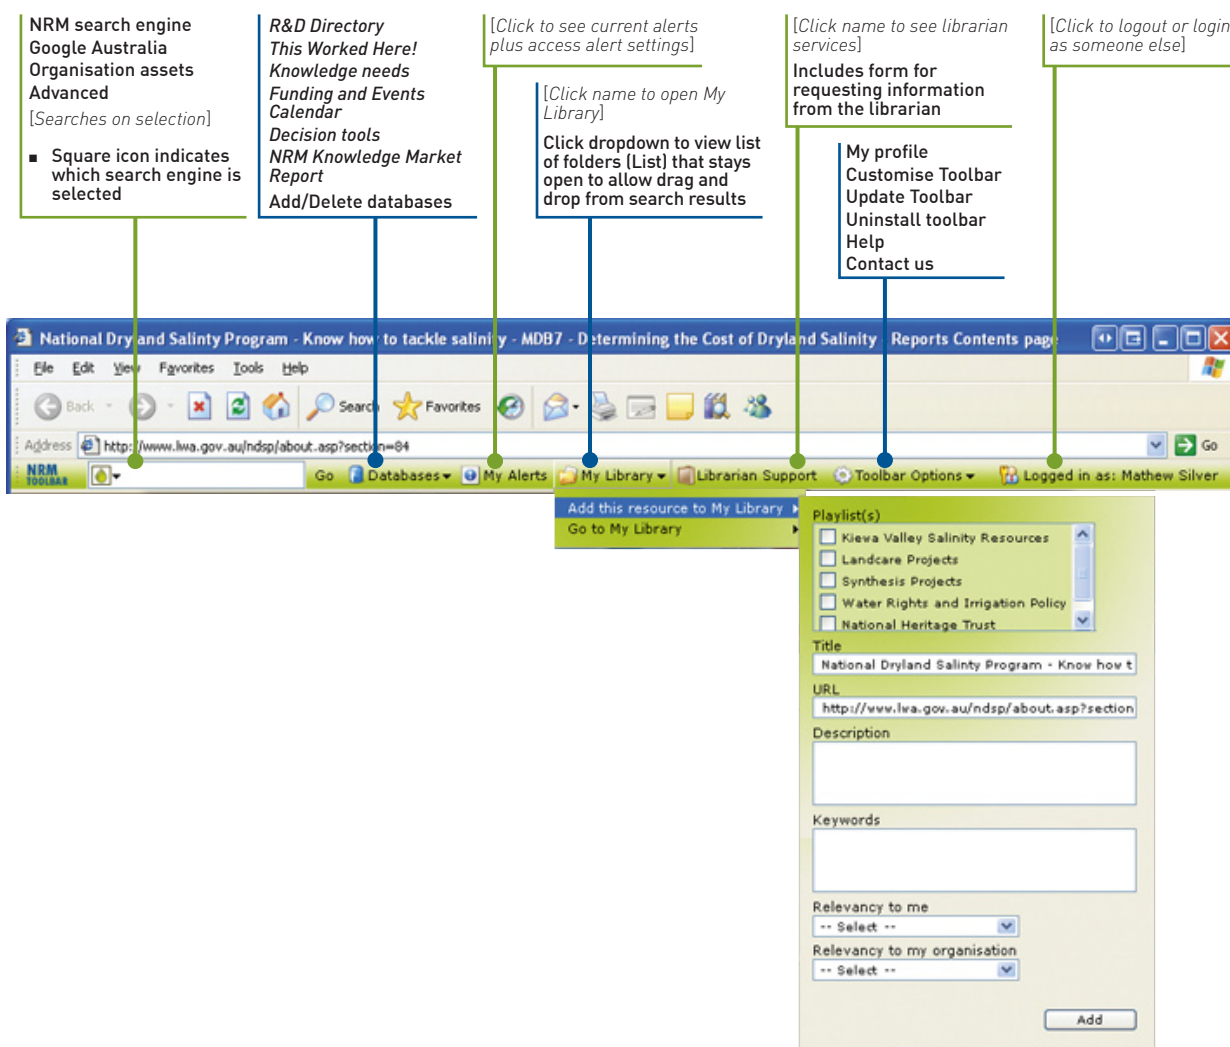 NRM search engine
Google Australia
Organisation assets
Advanced
[Searches on selection]
■ Square icon indicates
which search engine is
selected
R&D Directory
This Worked Here!
Knowledge needs
Funding and Events
Calendar
Decision tools
NRM Knowledge Market
Report
Add/Delete databases
[Click to see current alerts
plus access alert settings]
[Click name to open My
Library]
Click dropdown to view list
of folders (List) that stays
open to allow drag and
drop from search results
[Click name to see librarian
services]
Includes form for
requesting information
from the librarian
My profile
Customise Toolbar
Update Toolbar
Uninstall toolbar
Help
Contact us
[Click to logout or login
as someone else]
National Dryland Salinty Program - Know how to tackle salinity - MDB7 - Determining the Cost of Dryland Salinity - Reports Contents page
File Edit View Favorites Tools Help
Back Search Favorites
Address http://www.lwa.gov.au/ndsp/about.asp?section=84 Go
NRM TOOLBAR Go Databases My Alerts My Library Librarian Support Toolbar Options Logged in as: Mathew Silver
Add this resource to My Library
Go to My Library
Playlist(s)
Kiewa Valley Salinity Resources
Landcare Projects
Synthesis Projects
Water Rights and Irrigation Policy
National Heritage Trust
Title
National Dryland Salinty Program - Know how t
URL
http://www.lwa.gov.au/ndsp/about.asp?section
Description
Keywords
Relevancy to me
-- Select --
Relevancy to my organisation
-- Select --
Add